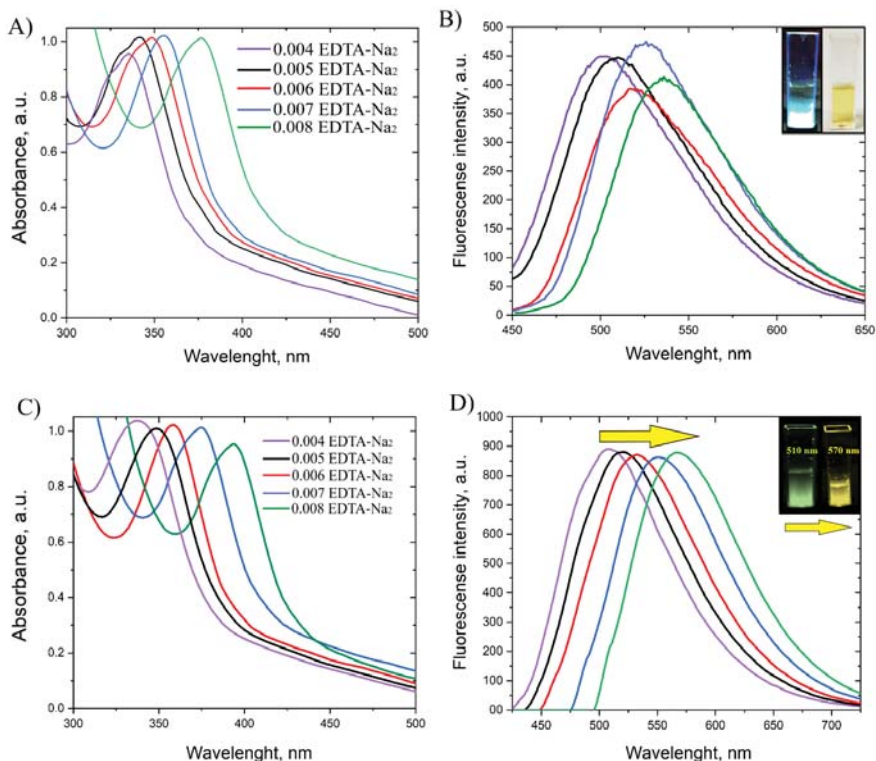 A)
Absorbance, a.u.
1.0
0.8
0.6
0.4
0.2
0.0
0.004 EDTA-Na2
0.005 EDTA-Na2
0.006 EDTA-Na2
0.007 EDTA-Na2
0.008 EDTA-Na2
300 350 400 450 500
Wavelenght, nm
B)
Fluorescense intensity, a.u.
500
450
400
350
300
250
200
150
100
50
0
450 500 550 600 650
Wavelenght, nm
C)
Absorbance, a.u.
1.0
0.8
0.6
0.4
0.2
0.0
0.004 EDTA-Na2
0.005 EDTA-Na2
0.006 EDTA-Na2
0.007 EDTA-Na2
0.008 EDTA-Na2
300 350 400 450 500
Wavelenght, nm
D)
Fluorescense intensity, a.u.
1000
900
800
700
600
500
400
300
200
100
00
510 nm 570 nm
450 500 550 600 650 700
Wavelenght, nm